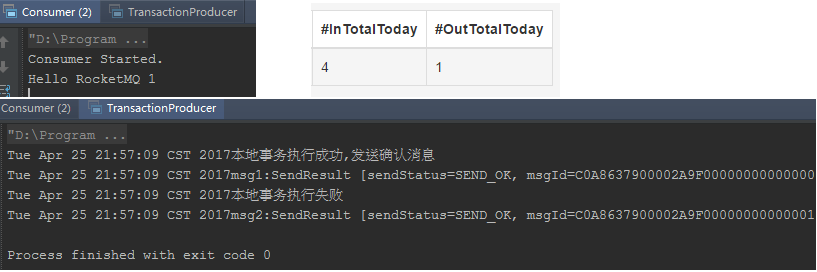 Consumer (2) TransactionProducer
"D:\Program ...
Consumer Started.
Hello RocketMQ 1
#InTotalToday #OutTotalToday
4 1
Consumer (2) TransactionProducer
"D:\Program ...
Tue Apr 25 21:57:09 CST 2017本地事务执行成功,发送确认消息
Tue Apr 25 21:57:09 CST 2017msg1:SendResult [sendStatus=SEND_OK, msgId=C0A8637900002A9F00000000000000
Tue Apr 25 21:57:09 CST 2017本地事务执行失败
Tue Apr 25 21:57:09 CST 2017msg2:SendResult [sendStatus=SEND_OK, msgId=C0A8637900002A9F00000000000001
Process finished with exit code 0